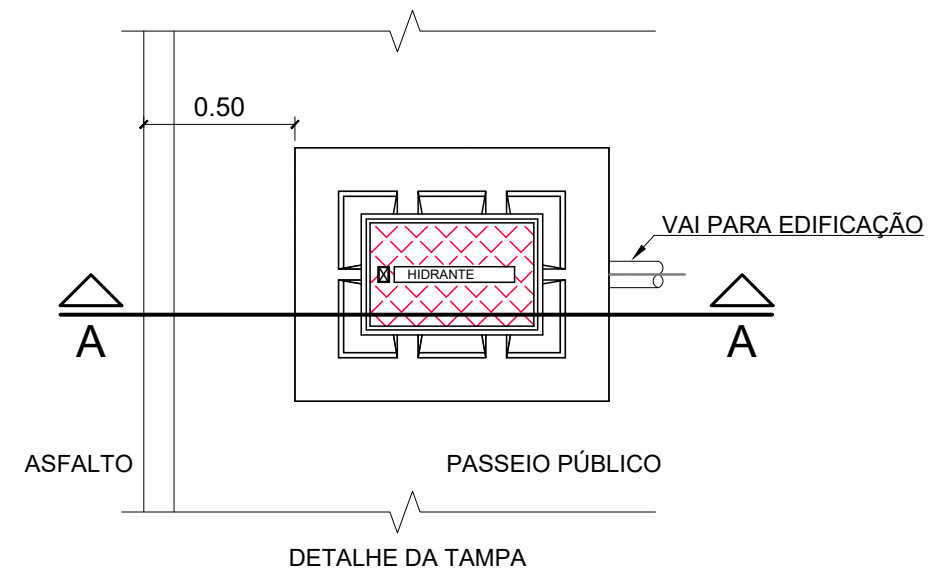 0.50
VAI PARA EDIFICAÇÃO
HIDRANTE
A
A
ASFALTO
PASSEIO PÚBLICO
DETALHE DA TAMPA